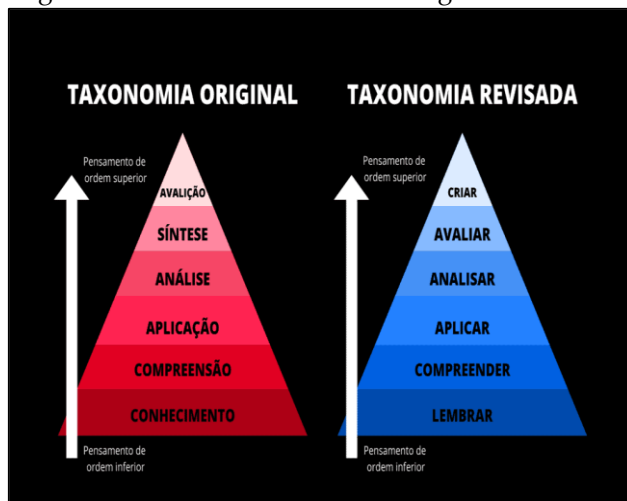 TAXONOMIA ORIGINAL
Pensamento de
ordem superior
AVALIÇÃO
SÍNTESE
ANÁLISE
APLICAÇÃO
COMPREENSÃO
CONHECIMENTO
Pensamento de
ordem inferior
TAXONOMIA REVISADA
Pensamento de
ordem superior
CRIAR
AVALIAR
ANALISAR
APLICAR
COMPREENDER
LEMBRAR
Pensamento de
ordem inferior